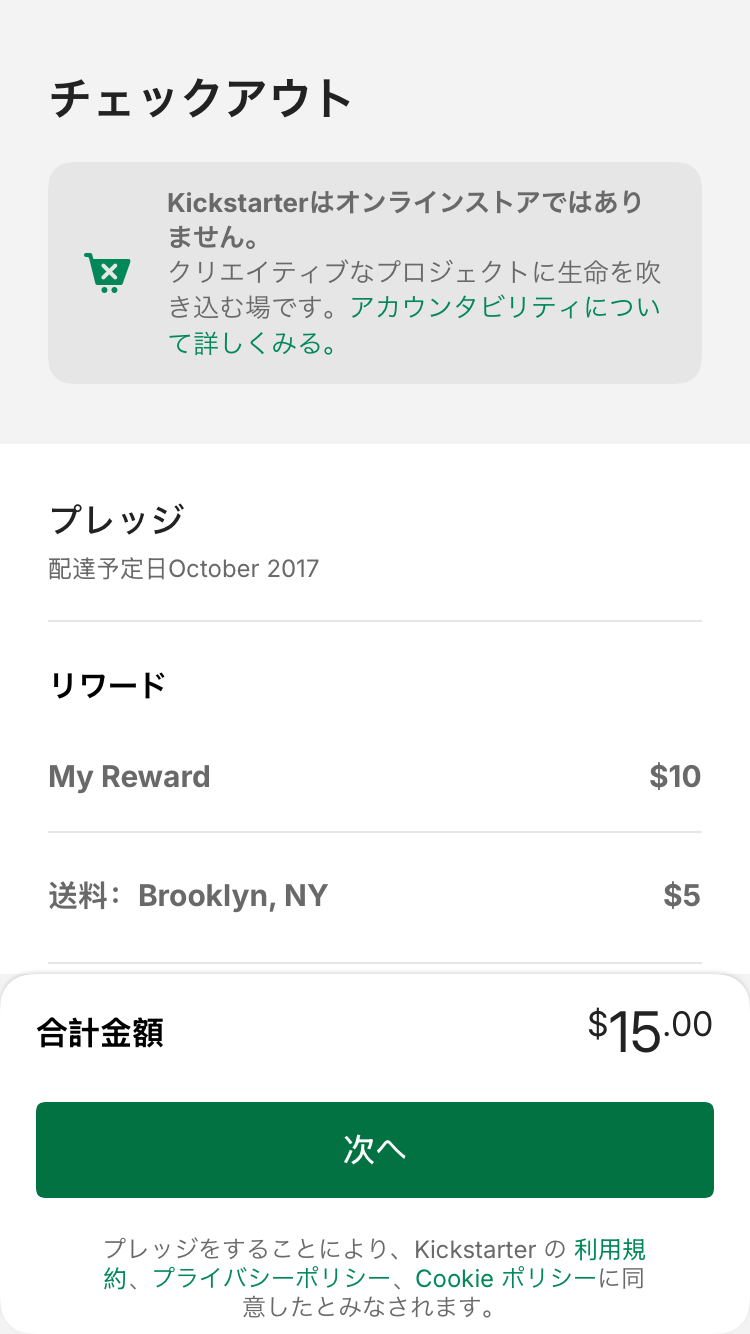 チェックアウト
Kickstarterはオンラインストアではあり
ません。
クリエイティブなプロジェクトに生命を吹
き込む場です。アカウンタビリティについ
て詳しくみる。
プレッジ
配達予定日October 2017
リワード
My Reward $10
送料：Brooklyn, NY $5
合計金額 $15.00
次へ
プレッジをすることにより、Kickstarter の 利用規
約、プライバシーポリシー、Cookie ポリシーに同
意したとみなされます。